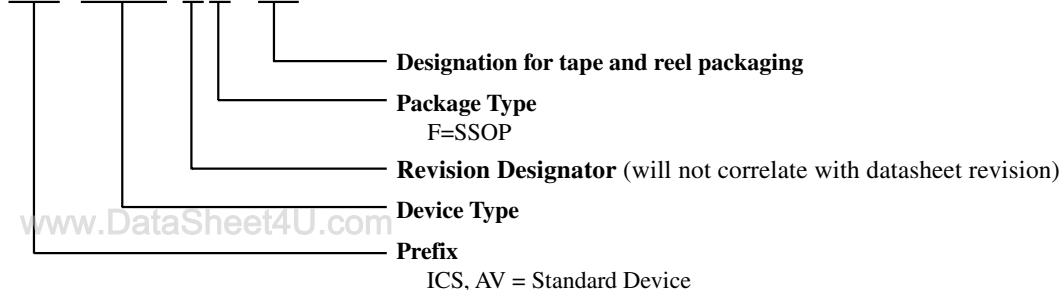 Designation for tape and reel packaging
Package Type
F=SSOP
Revision Designator (will not correlate with datasheet revision)
Device Type
www.DataSheet4U.com
Prefix
ICS, AV = Standard Device